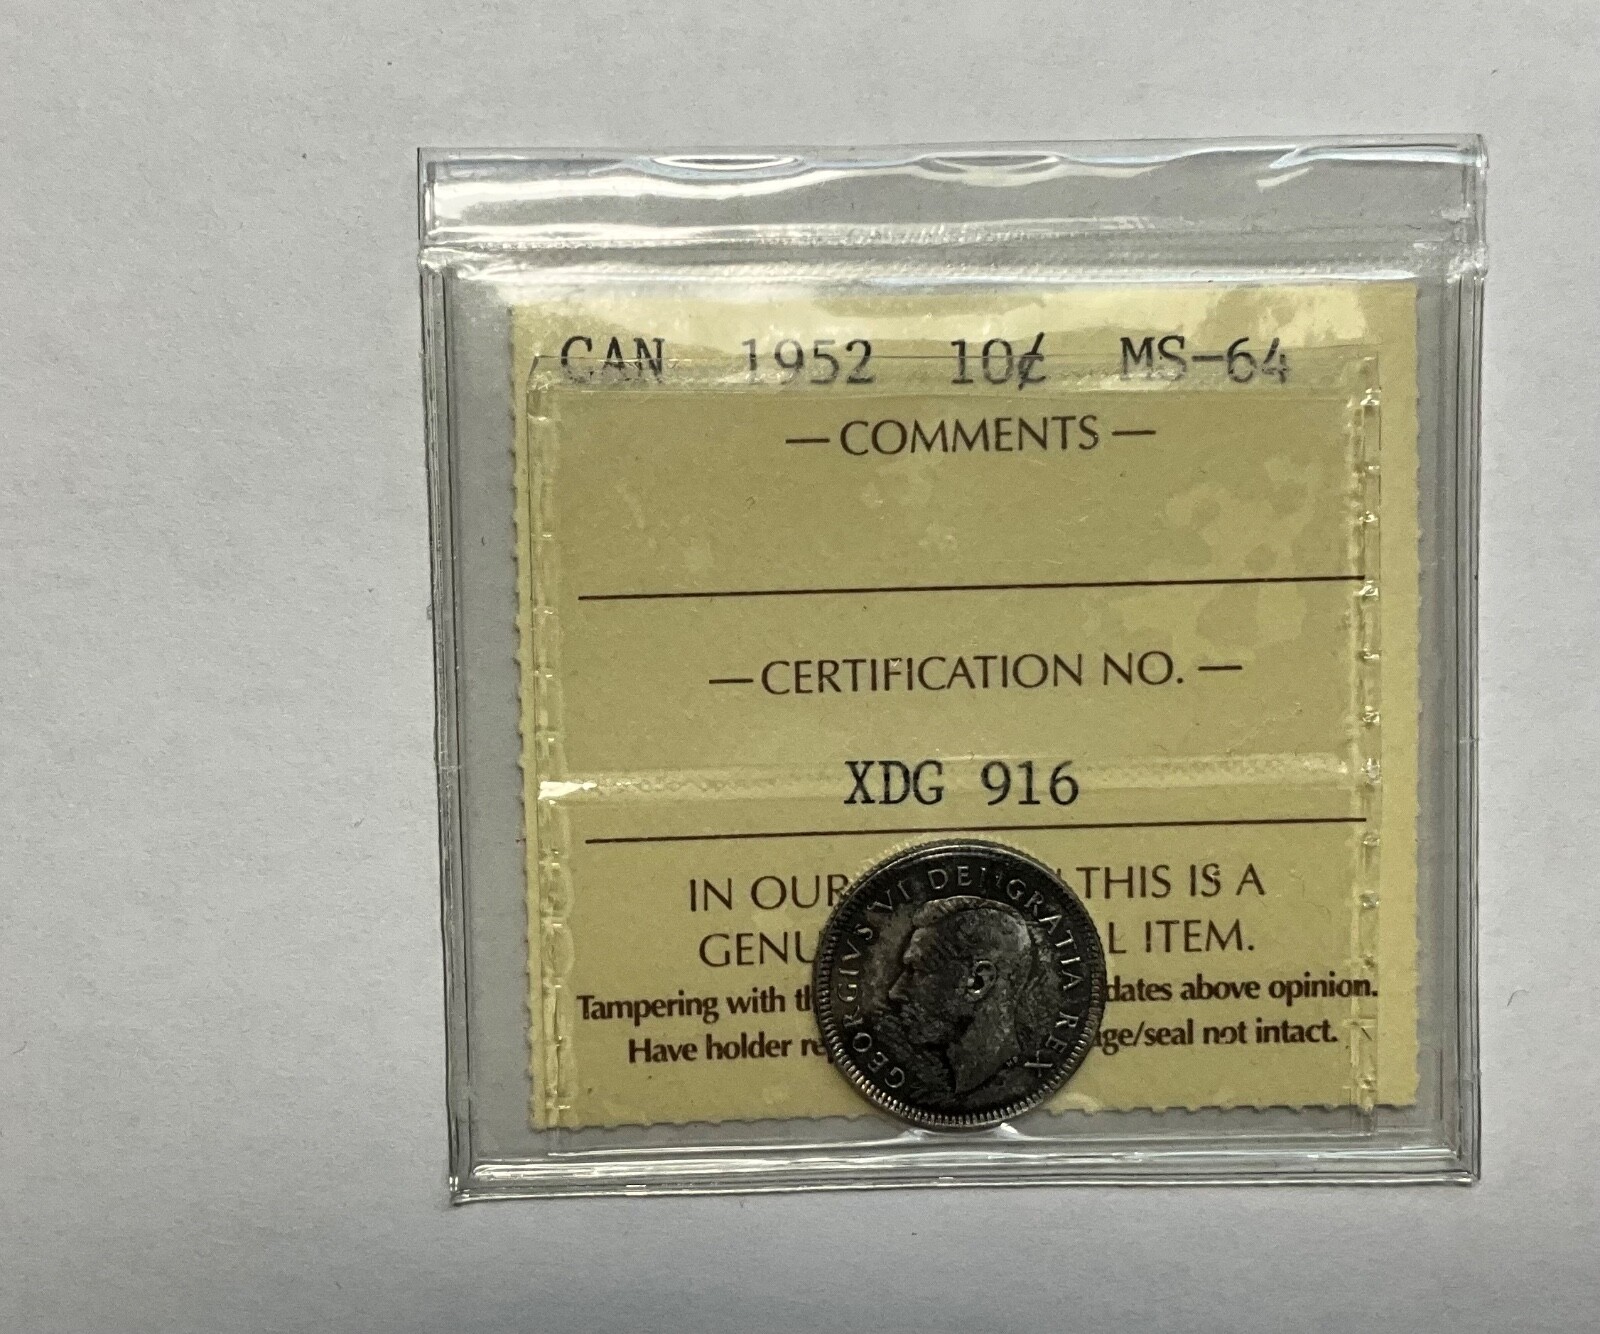 CAN 1952 10¢ MS-64
— COMMENTS —
— CERTIFICATION NO. —
XDG 916
IN OUR THIS IS A
GENU L ITEM.
Tampering with th dates above opinion.
Have holder re ge/seal not intact.
GEORGIVS VI DEI GRATIA REX
HP